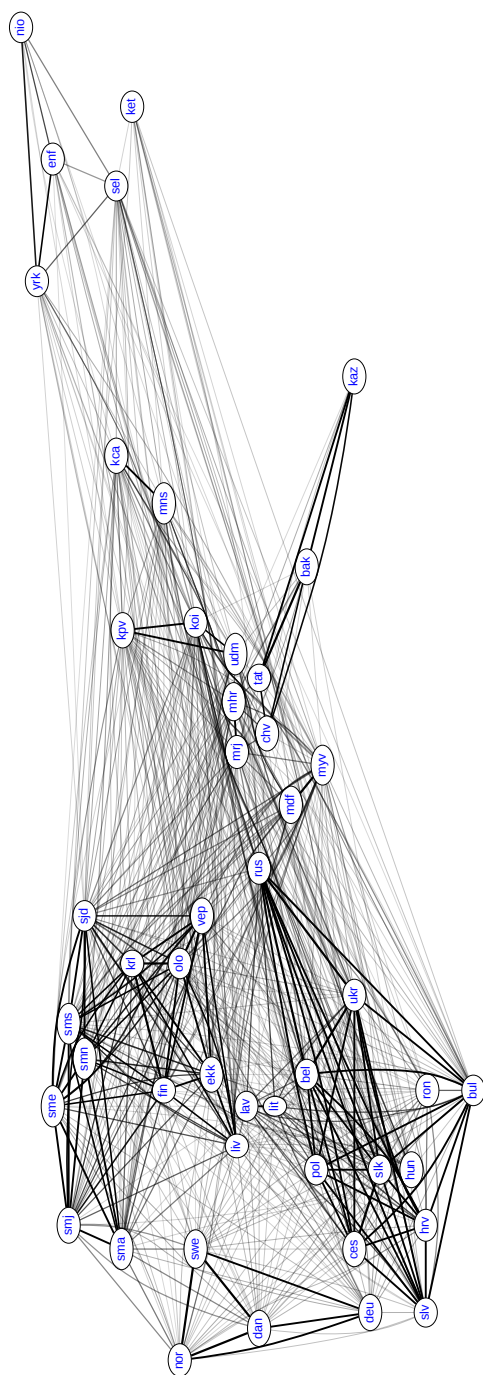 nio
ket
enf
sel
yrk
kaz
kca
mns
bak
koi
kpv
udm
tat
mhr
chv
mrj
myv
mdf
rus
sjd
vep
krl
olo
ukr
sms
smn
ekk
bel
fin
ron
bul
sme
lav
lit
liv
pol
slk
hun
smj
hrv
sma
swe
ces
deu
slv
dan
nor